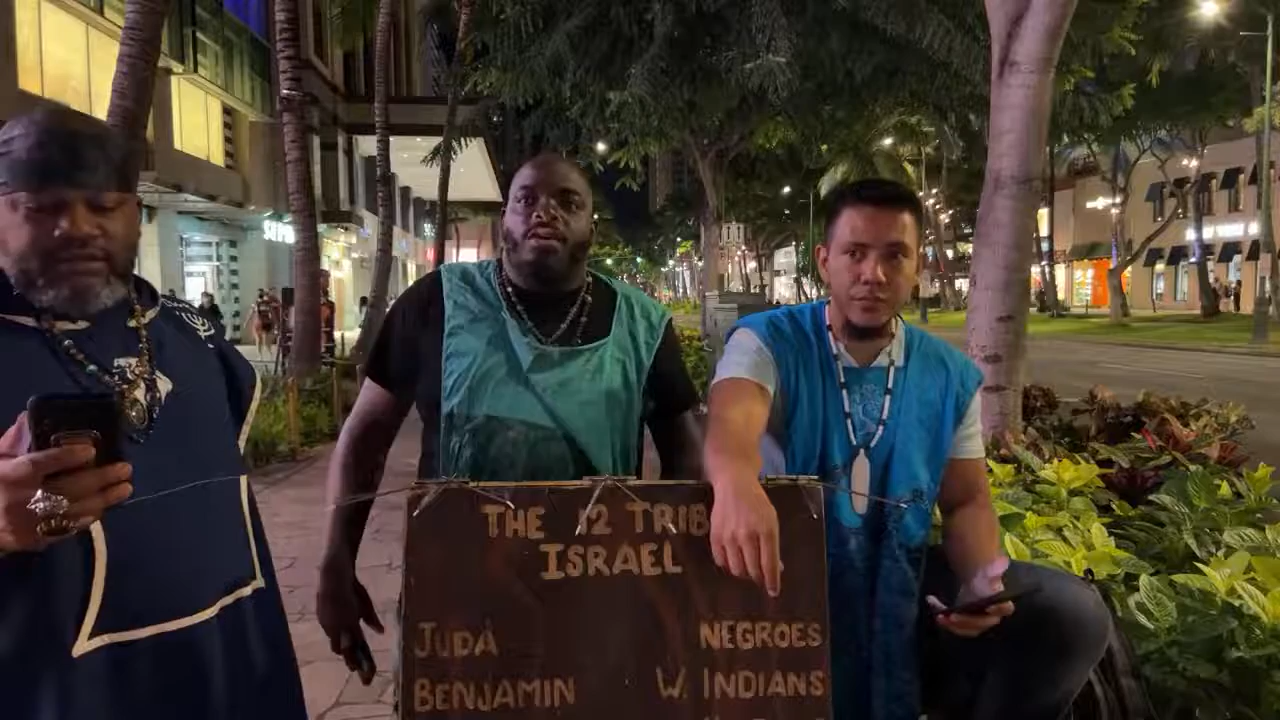 THE 12 TRIB
ISRAEL
JUDA NEGROES
BENJAMIN W. INDIANS